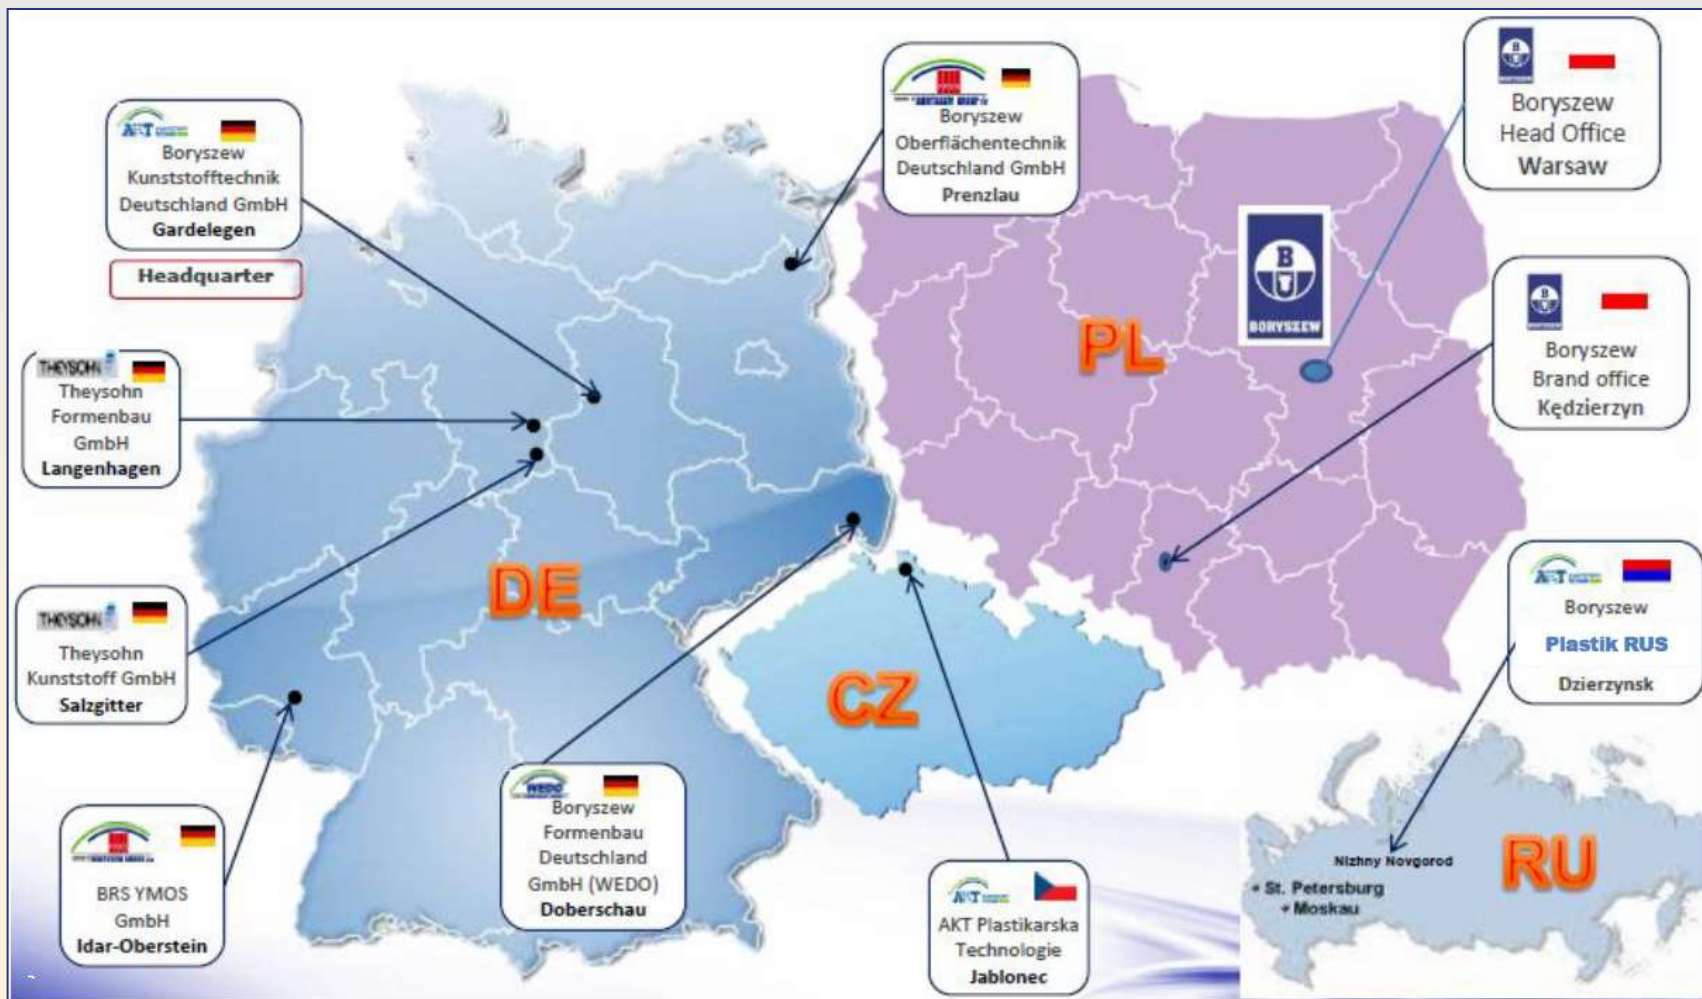 Boryszew
Kunststofftechnik
Deutschland GmbH
Gardelegen
Headquarter
THEYSOHN
Theysohn
Formenbau
GmbH
Langenhagen
THEYSOHN
Theysohn
Kunststoff GmbH
Salzgitter
BRS YMOS
GmbH
Idar-Oberstein
WEDO
Boryszew
Formenbau
Deutschland
GmbH (WEDO)
Doberschau
BORYSZEW GROUP
Boryszew
Oberflächentechnik
Deutschland GmbH
Prenzlau
AKT
AKT Plastikarska
Technologie
Jablonec
B
Boryszew
Head Office
Warsaw
B
BORYSZEW
B
Boryszew
Brand office
Kędzierzyn
AKT
Boryszew
Plastik RUS
Dzierzynsk
DE
PL
CZ
RU
Nizhny Novgorod
St. Petersburg
Moskau